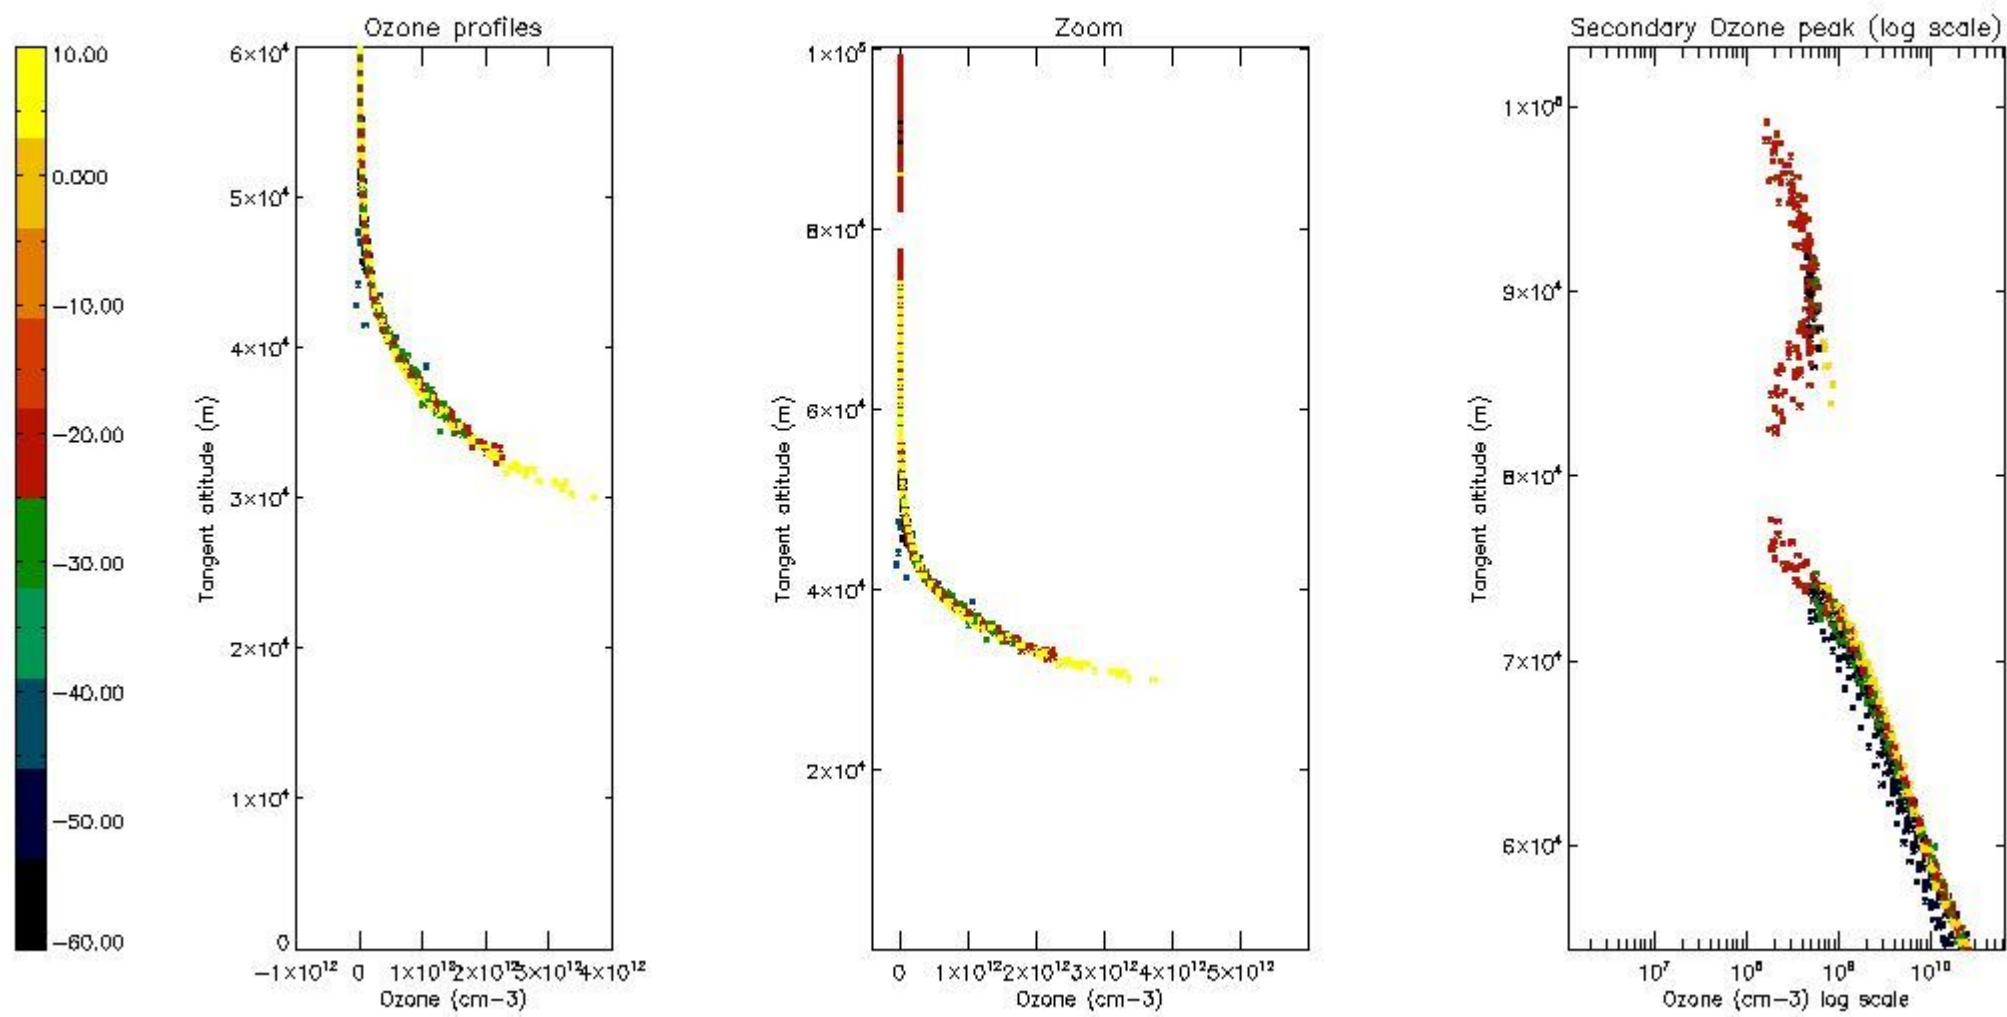 Ozone profiles
Zoom
Secondary Ozone peak (log scale)
10.00
0.000
−10.00
−20.00
−30.00
−40.00
−50.00
−60.00
6×10⁴
5×10⁴
4×10⁴
3×10⁴
2×10⁴
1×10⁴
0
Tangent altitude (m)
−1×10¹² 0 1×10¹² 2×10¹² 3×10¹² 4×10¹²
Ozone (cm−3)
1×10⁵
8×10⁴
6×10⁴
4×10⁴
2×10⁴
Tangent altitude (m)
0 1×10¹² 2×10¹² 3×10¹² 4×10¹² 5×10¹²
Ozone (cm−3)
1×10⁵
9×10⁴
8×10⁴
7×10⁴
6×10⁴
Tangent altitude (m)
10⁷ 10⁸ 10⁹ 10¹⁰
Ozone (cm−3) log scale